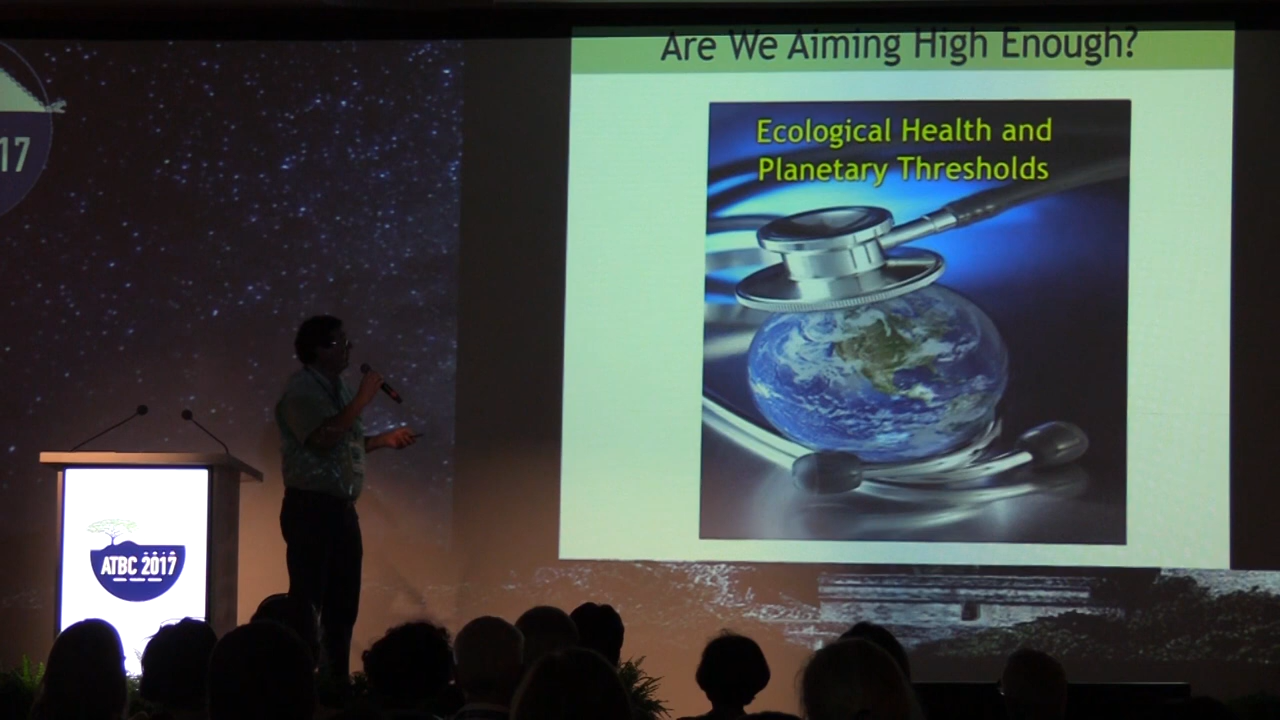 Are We Aiming High Enough?
Ecological Health and
Planetary Thresholds
17
ATBC 2017